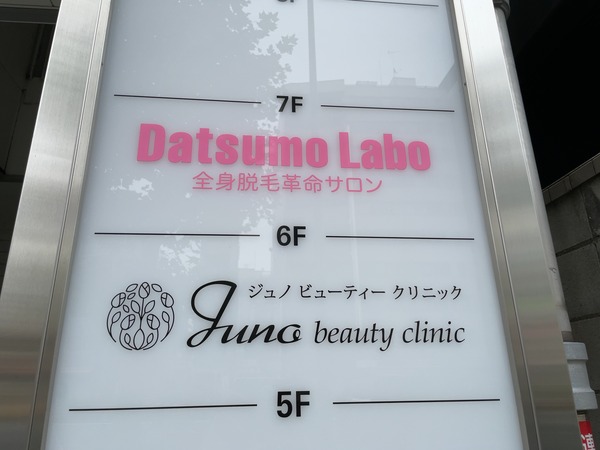 7F
Datsumo Labo
全身脱毛革命サロン
6F
ジュノ ビューティー クリニック
Juno beauty clinic
5F